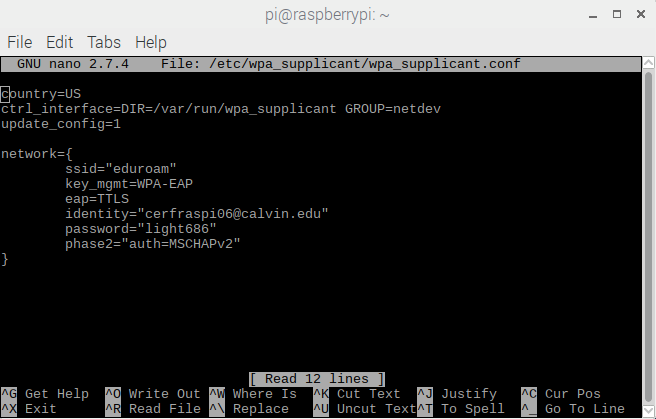 pi@raspberrypi: ~
File Edit Tabs Help
GNU nano 2.7.4 File: /etc/wpa_supplicant/wpa_supplicant.conf
country=US
ctrl_interface=DIR=/var/run/wpa_supplicant GROUP=netdev
update_config=1
network={
ssid="eduroam"
key_mgmt=WPA-EAP
eap=TTLS
identity="cerfraspi06@calvin.edu"
password="light686"
phase2="auth=MSCHAPv2"
}
[ Read 12 lines ]
^G Get Help ^O Write Out ^W Where Is ^K Cut Text ^J Justify ^C Cur Pos
^X Exit ^R Read File ^\ Replace ^U Uncut Text^T To Spell ^_ Go To Line